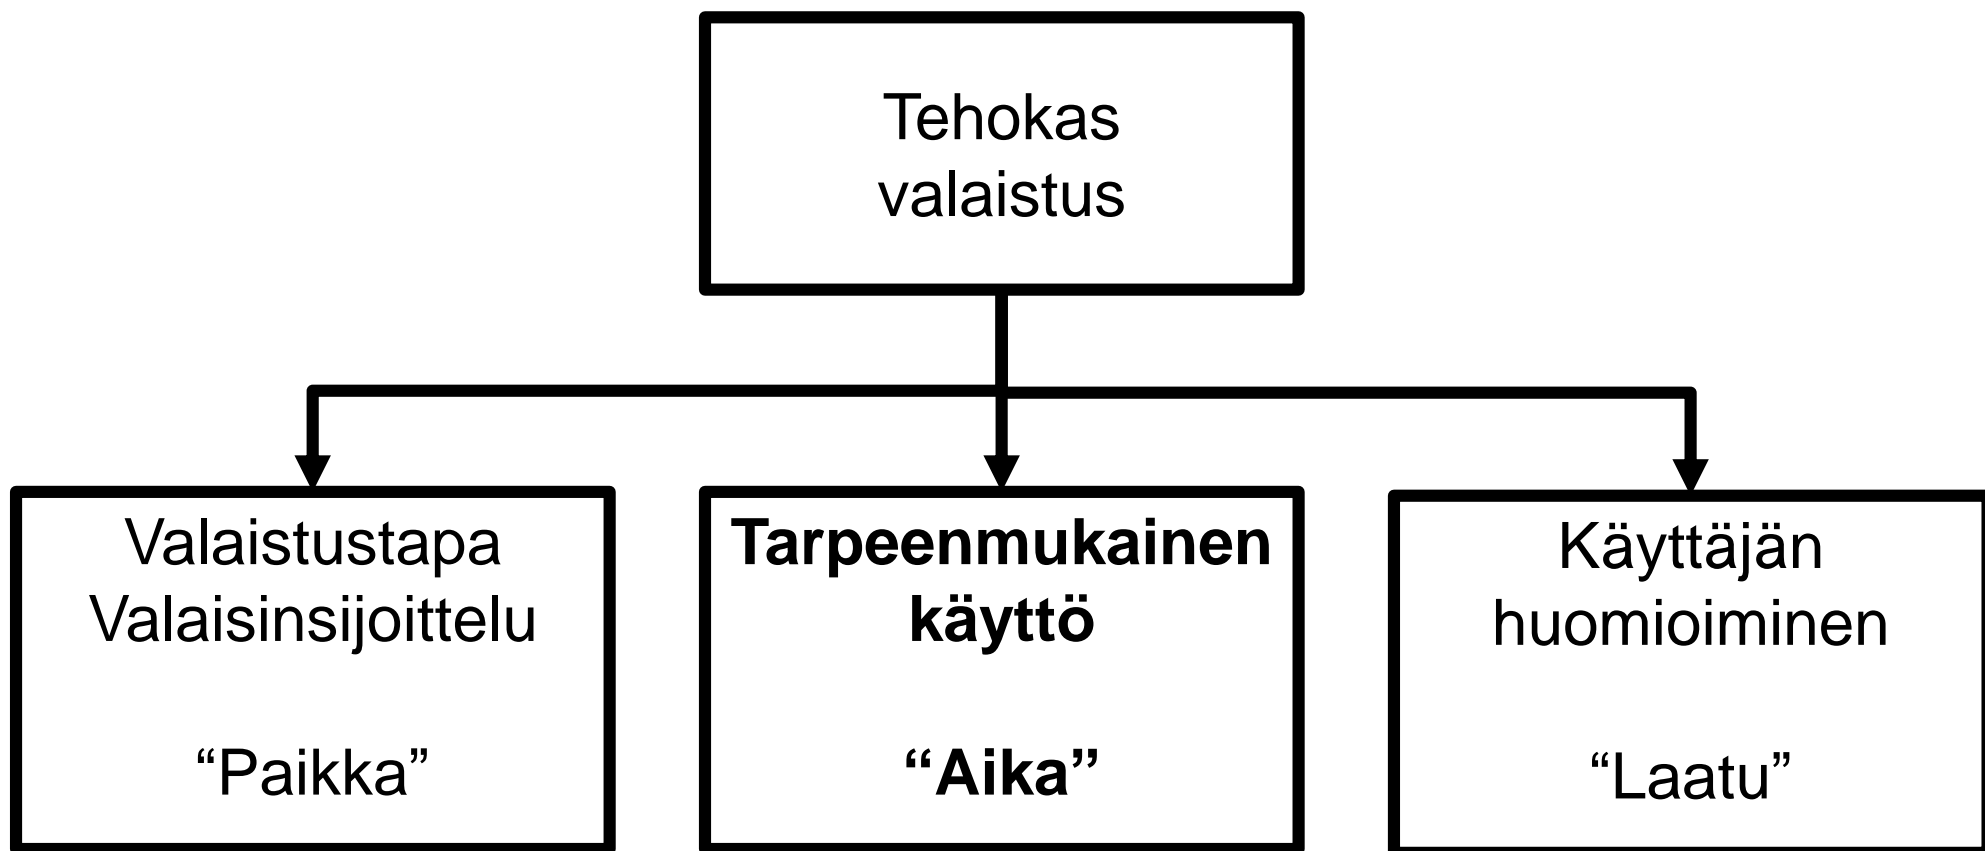 Tehokas
valaistus
Valaistustapa
Valaisinsijoittelu
“Paikka”
Tarpeenmukainen
käyttö
“Aika”
Käyttäjän
huomioiminen
“Laatu”